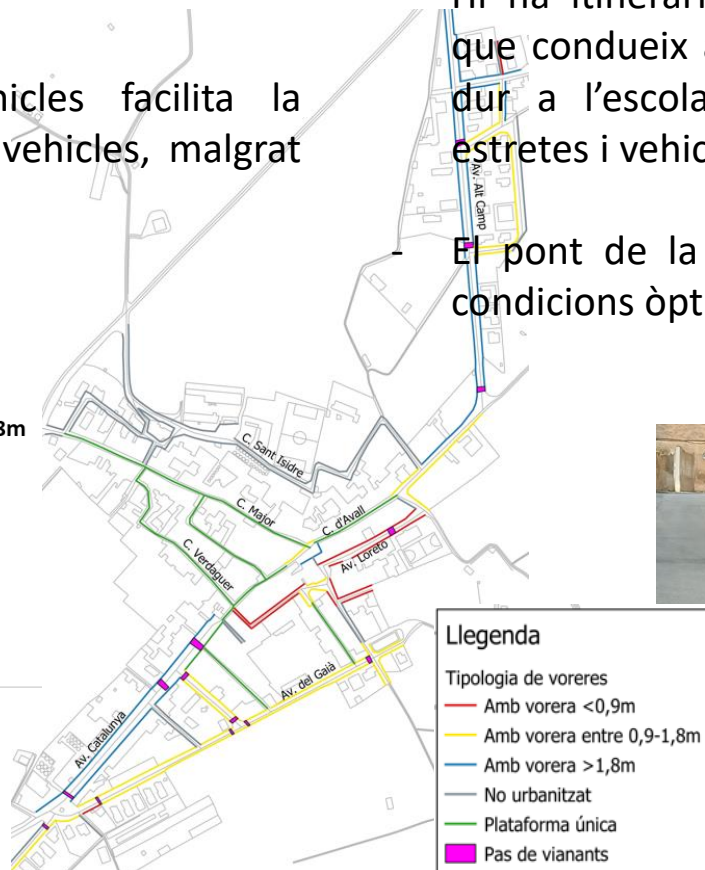 que condueix a
dur a l'escola
estretes i vehic
- El pont de la
condicions òpt
hicles facilita la
vehicles, malgrat
3m
Av. Alt Camp
C. Sant Isidre
C. Major
C. d'Avall
Av. Loreto
C. Verdaguer
Av. del Gaià
Av. Catalunya
Llegenda
Tipologia de voreres
Amb vorera <0,9m
Amb vorera entre 0,9-1,8m
Amb vorera >1,8m
No urbanitzat
Plataforma única
Pas de vianants